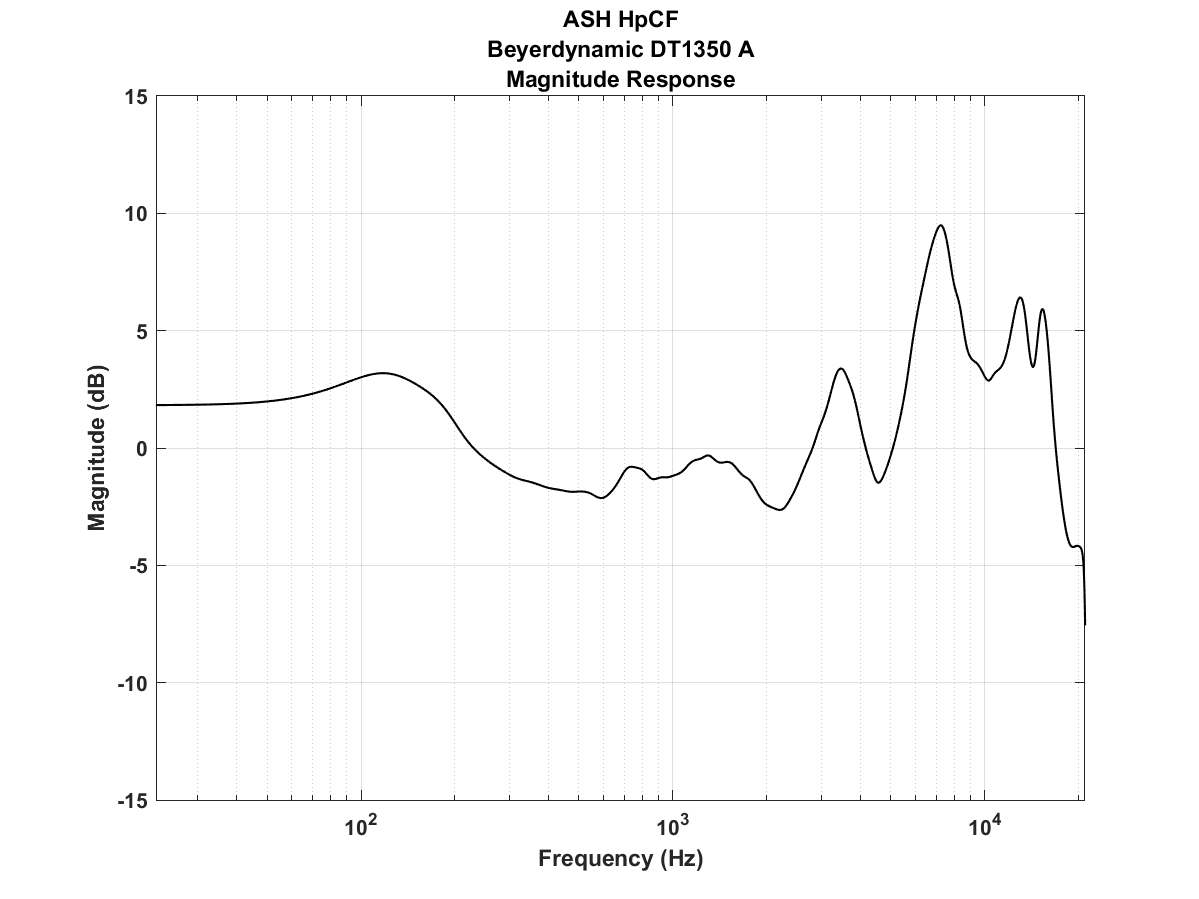 ASH HpCF
Beyerdynamic DT1350 A
Magnitude Response
15
10
5
0
-5
-10
-15
Magnitude (dB)
10²
10³
10⁴
Frequency (Hz)